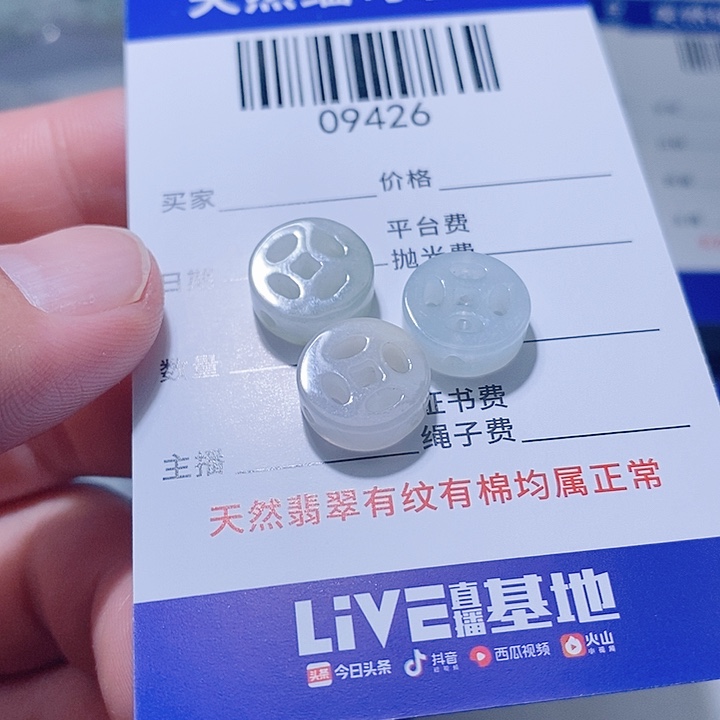 09426
买家 价格
平台费
日期 抛光费
数量
证书费
主播 绳子费
天然翡翠有纹有棉均属正常
LiVE直播基地
头条 今日头条 抖音 西瓜视频 火山